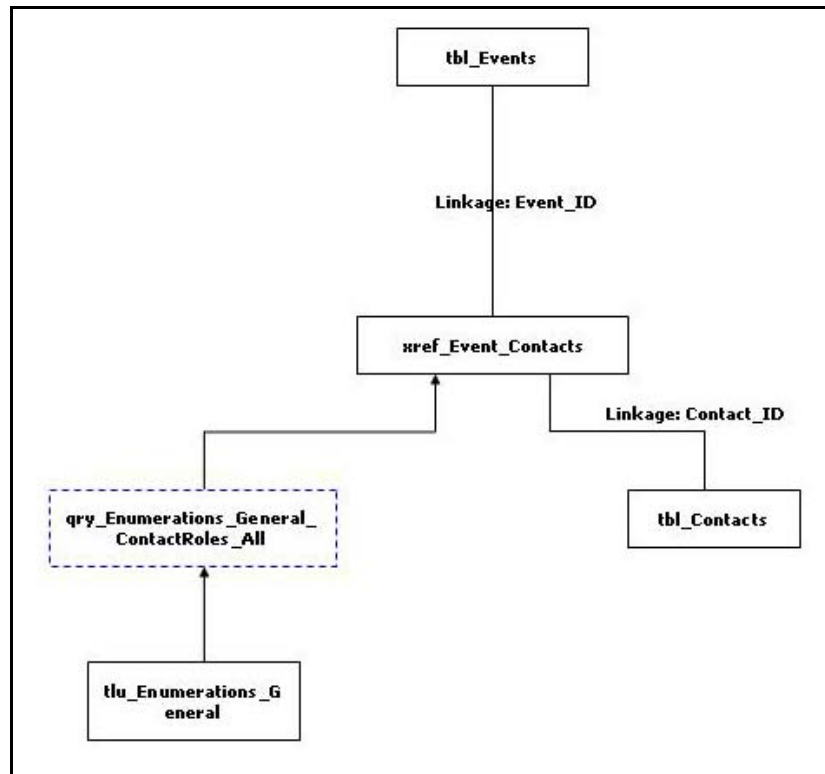 tbl_Events
Linkage: Event_ID
xref_Event_Contacts
Linkage: Contact_ID
qry_Enumerations_General_
ContactRoles_All
tbl_Contacts
tlu_Enumerations_G
eneral